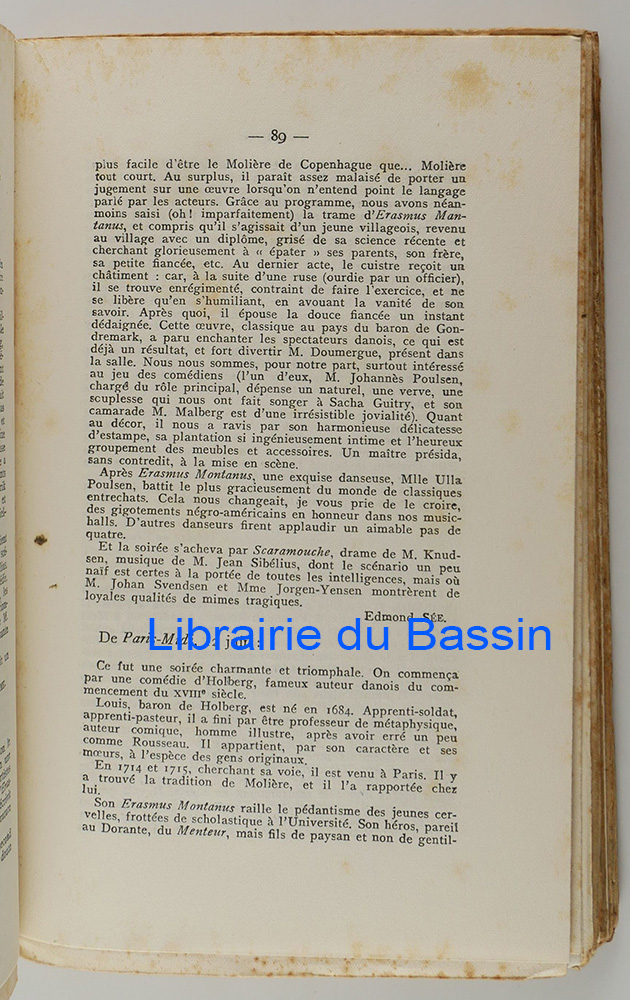 — 89 —
plus facile d'être le Molière de Copenhague que... Molière
tout court. Au surplus, il paraît assez malaisé de porter un
jugement sur une œuvre lorsqu'on n'entend point le langage
parlé par les acteurs. Grâce au programme, nous avons néan-
moins saisi (oh! imparfaitement) la trame d'Erasmus Man-
tanus, et compris qu'il s'agissait d'un jeune villageois, revenu
au village avec un diplôme, grisé de sa science récente et
cherchant glorieusement à « épater » ses parents, son frère,
sa petite fiancée, etc. Au dernier acte, le cuistre reçoit un
châtiment : car, à la suite d'une ruse (ourdie par un officier),
il se trouve enrégimenté, contraint de faire l'exercice, et ne
se libère qu'en s'humiliant, en avouant la vanité de son
savoir. Après quoi, il épouse la douce fiancée un instant
dédaignée. Cette œuvre, classique au pays du baron de Gon-
dremark, a paru enchanter les spectateurs danois, ce qui est
déjà un résultat, et fort divertir M. Doumergue, présent dans
la salle. Nous nous sommes, pour notre part, surtout intéressé
au jeu des comédiens (l'un d'eux, M. Johannès Poulsen,
chargé du rôle principal, dépense un naturel, une verve, une
scuplesse qui nous ont fait songer à Sacha Guitry, et son
camarade M. Malberg est d'une irrésistible jovialité). Quant
au décor, il nous a ravis par son harmonieuse délicatesse
d'estampe, sa plantation si ingénieusement intime et l'heureux
groupement des meubles et accessoires. Un maître présida,
sans contredit, à la mise en scène.
Après Erasmus Montanus, une exquise danseuse, Mlle Ulla
Poulsen, battit le plus gracieusement du monde de classiques
entrechats. Cela nous changeait, je vous prie de le croire,
des gigotements négro-américains en honneur dans nos music-
halls. D'autres danseurs firent applaudir un aimable pas de
quatre.
Et la soirée s'acheva par Scaramouche, drame de M. Knud-
sen, musique de M. Jean Sibélius, dont le scénario un peu
naïf est certes à la portée de toutes les intelligences, mais où
M. Johan Svendsen et Mme Jorgen-Yensen montrèrent de
loyales qualités de mimes tragiques.
Edmond SÉE.
Librairie du Bassin
De Paris-Midi
Ce fut une soirée charmante et triomphale. On commença
par une comédie d'Holberg, fameux auteur danois du com-
mencement du XVIIIe siècle.
Louis, baron de Holberg, est né en 1684. Apprenti-soldat,
apprenti-pasteur, il a fini par être professeur de métaphysique,
auteur comique, homme illustre, après avoir erré un peu
comme Rousseau. Il appartient, par son caractère et ses
mœurs, à l'espèce des gens originaux.
En 1714 et 1715, cherchant sa voie, il est venu à Paris. Il y
a trouvé la tradition de Molière, et il l'a rapportée chez
lui.
Son Erasmus Montanus raille le pédantisme des jeunes cer-
velles, frottées de scholastique à l'Université. Son héros, pareil
au Dorante, du Menteur, mais fils de paysan et non de gentil-